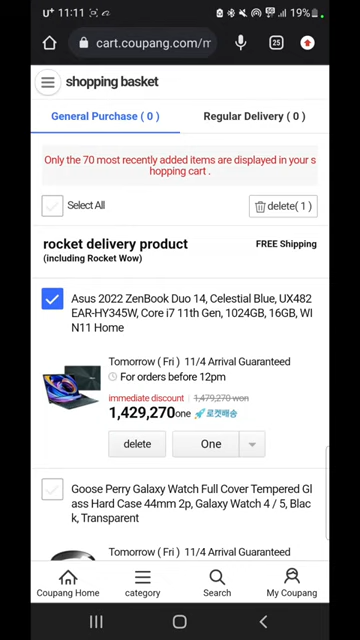 U+ 11:11 19%
cart.coupang.com/m
25
shopping basket
General Purchase ( 0 )
Regular Delivery ( 0 )
Only the 70 most recently added items are displayed in your s
hopping cart .
Select All
delete( 1 )
rocket delivery product
FREE Shipping
(including Rocket Wow)
Asus 2022 ZenBook Duo 14, Celestial Blue, UX482
EAR-HY345W, Core i7 11th Gen, 1024GB, 16GB, WI
N11 Home
Tomorrow ( Fri ) 11/4 Arrival Guaranteed
For orders before 12pm
immediate discount | 1,479,270 won
1,429,270one 로켓배송
delete
One
Goose Perry Galaxy Watch Full Cover Tempered Gl
ass Hard Case 44mm 2p, Galaxy Watch 4 / 5, Blac
k, Transparent
Tomorrow ( Fri ) 11/4 Arrival Guaranteed
Coupang Home
category
Search
My Coupang